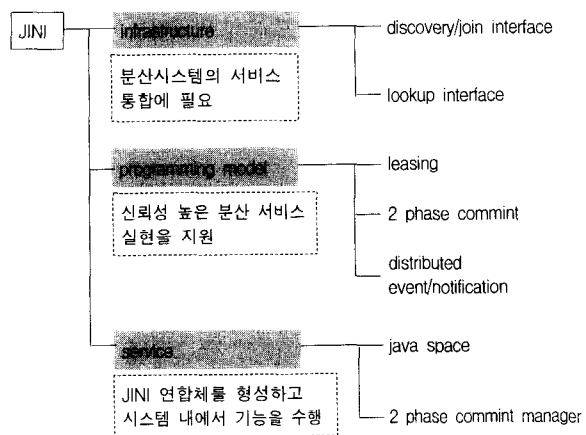 JINI
infrastructure
discovery/join interface
분산시스템의 서비스
통합에 필요
lookup interface
programming model
leasing
신뢰성 높은 분산 서비스
실현을 지원
2 phase commint
distributed
event/notification
service
java space
JINI 연합체를 형성하고
시스템 내에서 기능을 수행
2 phase commint manager